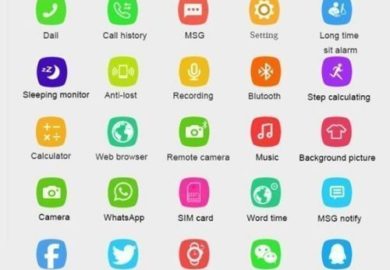 Dail Call history MSG Setting Long time
sit alarm
Sleeping monitor Anti-lost Recording Blutooth Step calculating
Calculator Web browser Remote camera Music Background picture
Camera WhatsApp SIM card Word time MSG notify